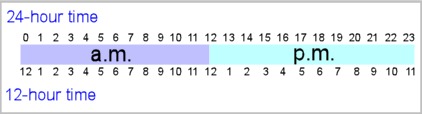 24-hour time
0 1 2 3 4 5 6 7 8 9 10 11 12 13 14 15 16 17 18 19 20 21 22 23
a.m. p.m.
12 1 2 3 4 5 6 7 8 9 10 11 12 1 2 3 4 5 6 7 8 9 10 11
12-hour time